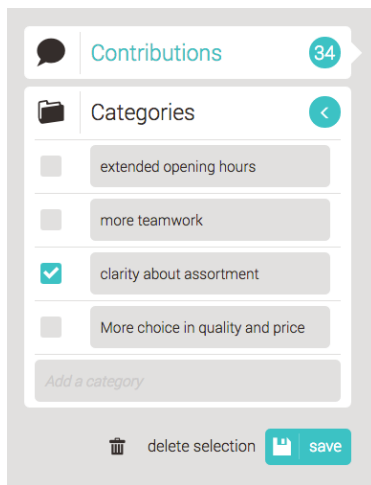 Contributions 34
Categories
extended opening hours
more teamwork
clarity about assortment
More choice in quality and price
Add a category
delete selection save